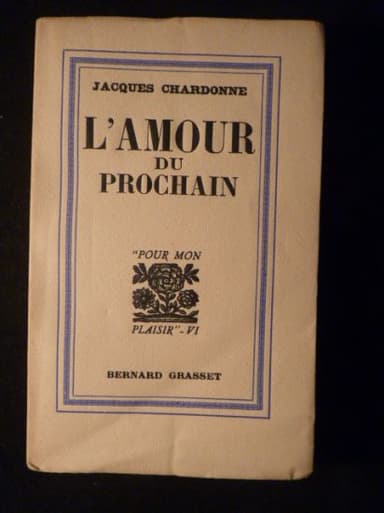 JACQUES CHARDONNE
L'AMOUR
DU
PROCHAIN
"POUR MON
PLAISIR"-VI
BERNARD GRASSET